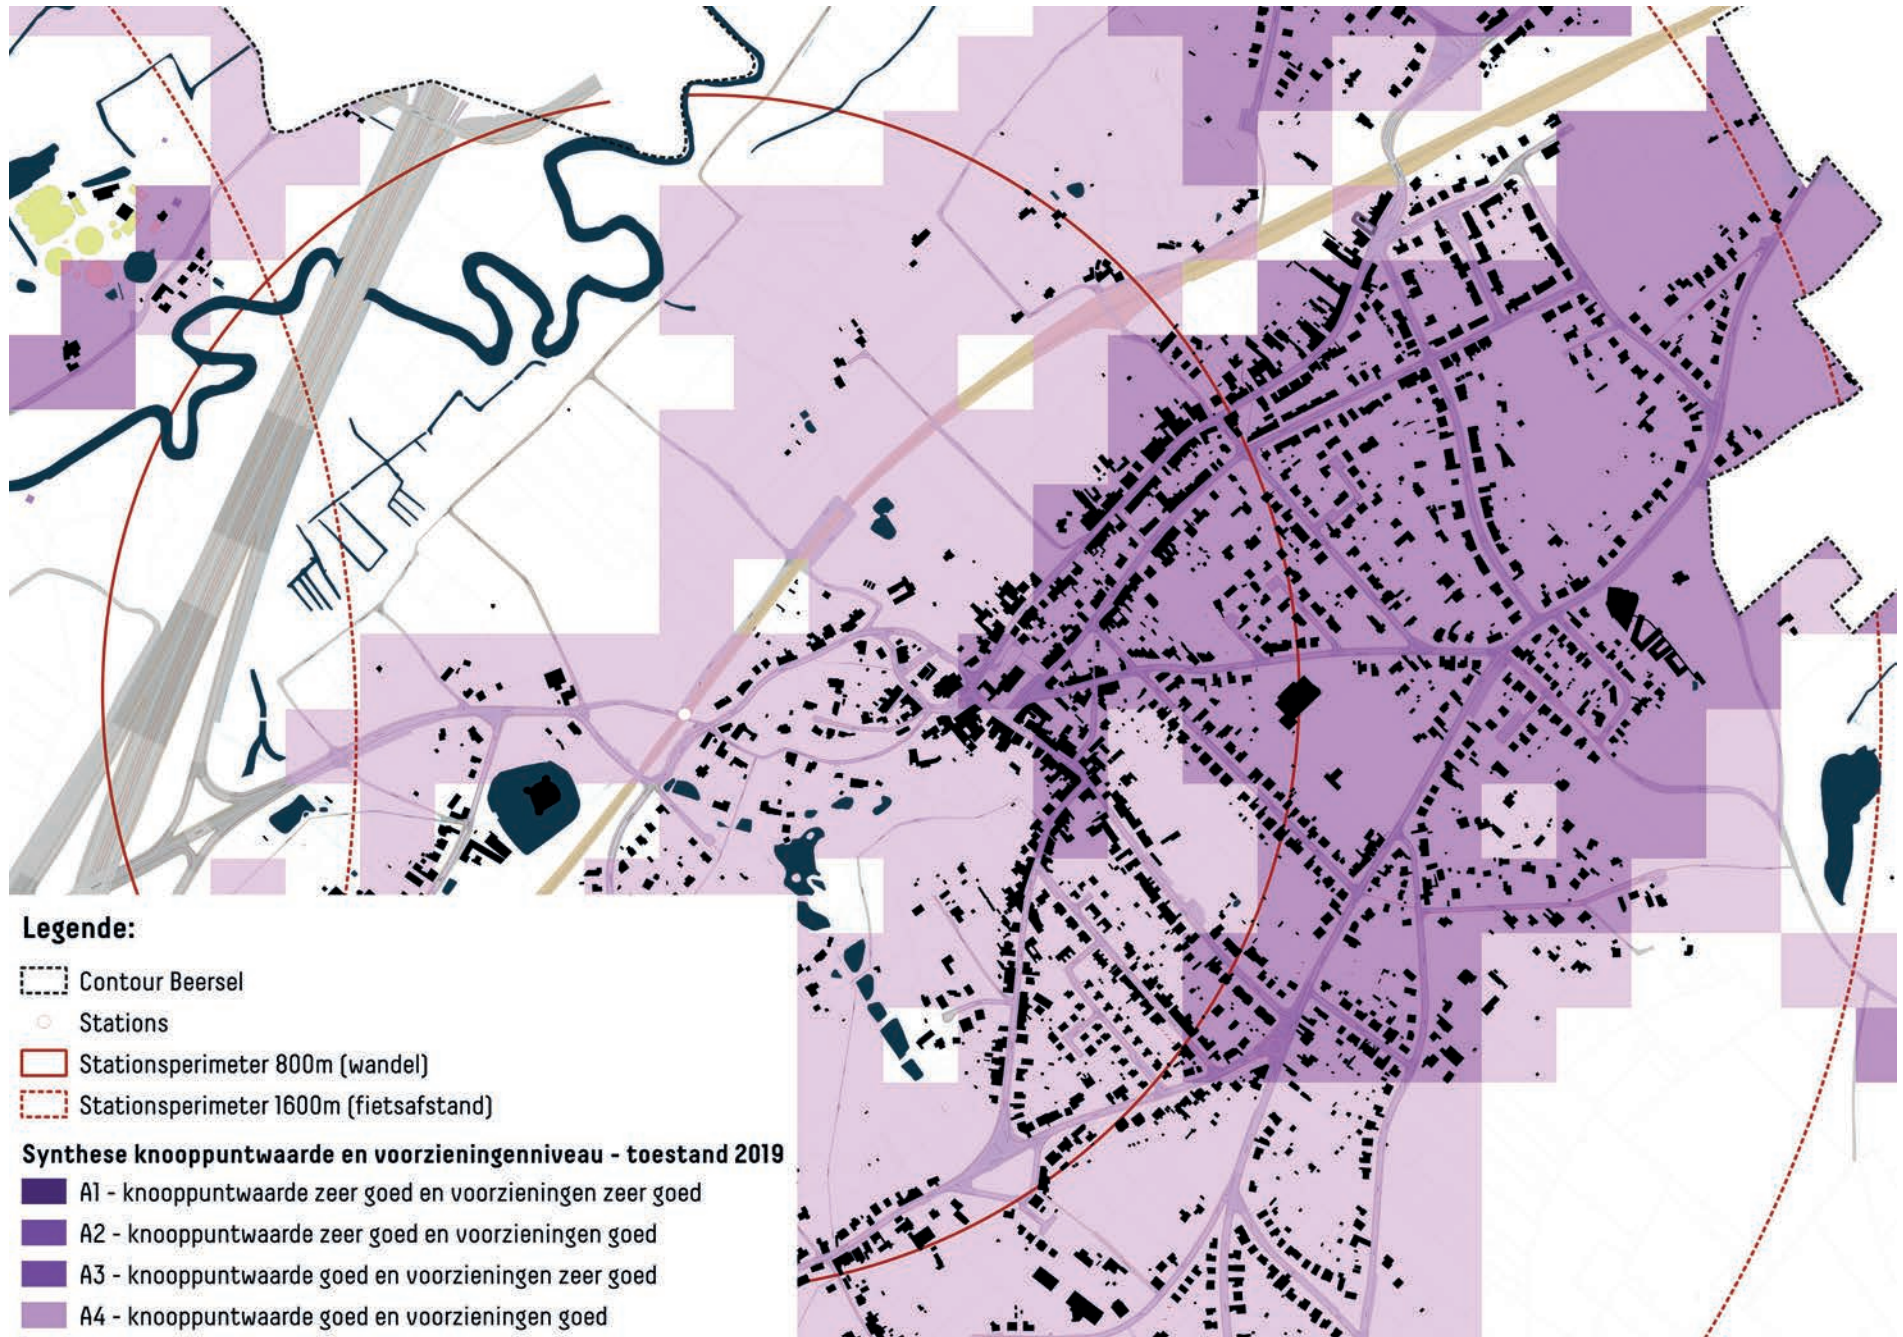 Legende:
Contour Beersel
Stations
Stationsperimeter 800m (wandel)
Stationsperimeter 1600m (fietsafstand)
Synthese knooppuntwaarde en voorzieningenniveau - toestand 2019
A1 - knooppuntwaarde zeer goed en voorzieningen zeer goed
A2 - knooppuntwaarde zeer goed en voorzieningen goed
A3 - knooppuntwaarde goed en voorzieningen zeer goed
A4 - knooppuntwaarde goed en voorzieningen goed